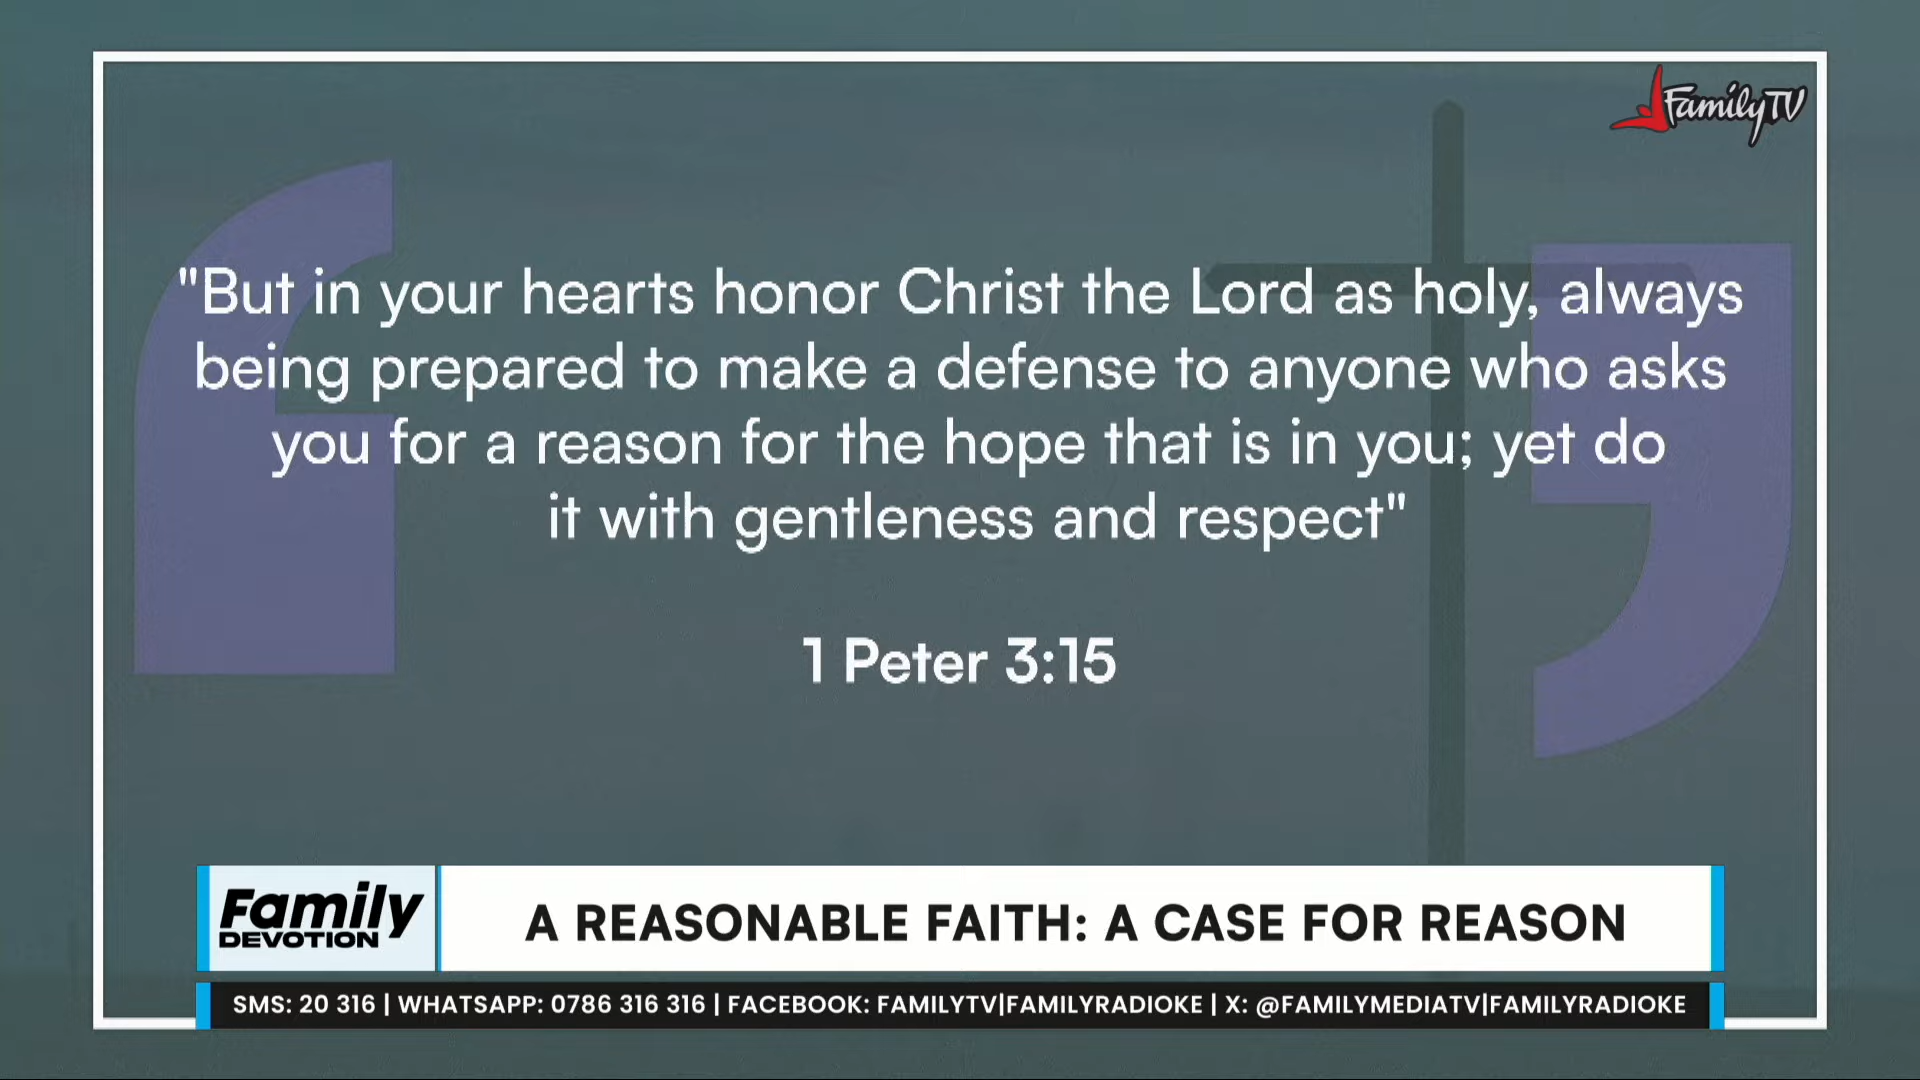 FamilyTV
"But in your hearts honor Christ the Lord as holy, always
being prepared to make a defense to anyone who asks
you for a reason for the hope that is in you; yet do
it with gentleness and respect"
1 Peter 3:15
Family
DEVOTION
A REASONABLE FAITH: A CASE FOR REASON
SMS: 20 316 | WHATSAPP: 0786 316 316 | FACEBOOK: FAMILYTV|FAMILYRADIOKE | X: @FAMILYMEDIATV|FAMILYRADIOKE